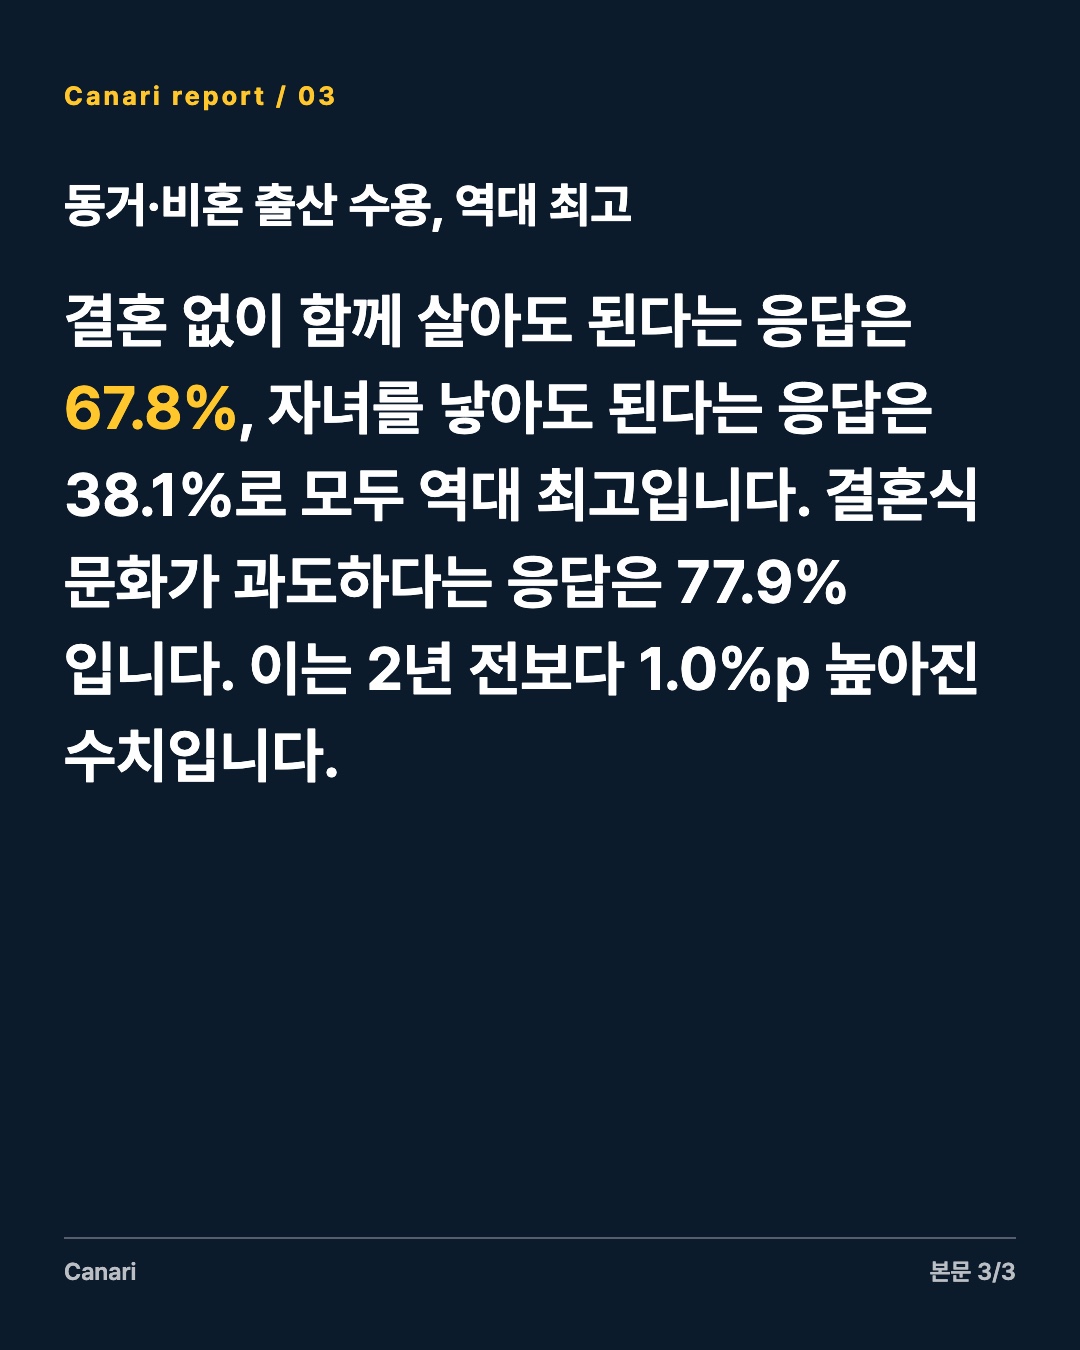 Canari report / 03
동거·비혼 출산 수용, 역대 최고
결혼 없이 함께 살아도 된다는 응답은
67.8%, 자녀를 낳아도 된다는 응답은
38.1%로 모두 역대 최고입니다. 결혼식
문화가 과도하다는 응답은 77.9%
입니다. 이는 2년 전보다 1.0%p 높아진
수치입니다.
Canari
본문 3/3